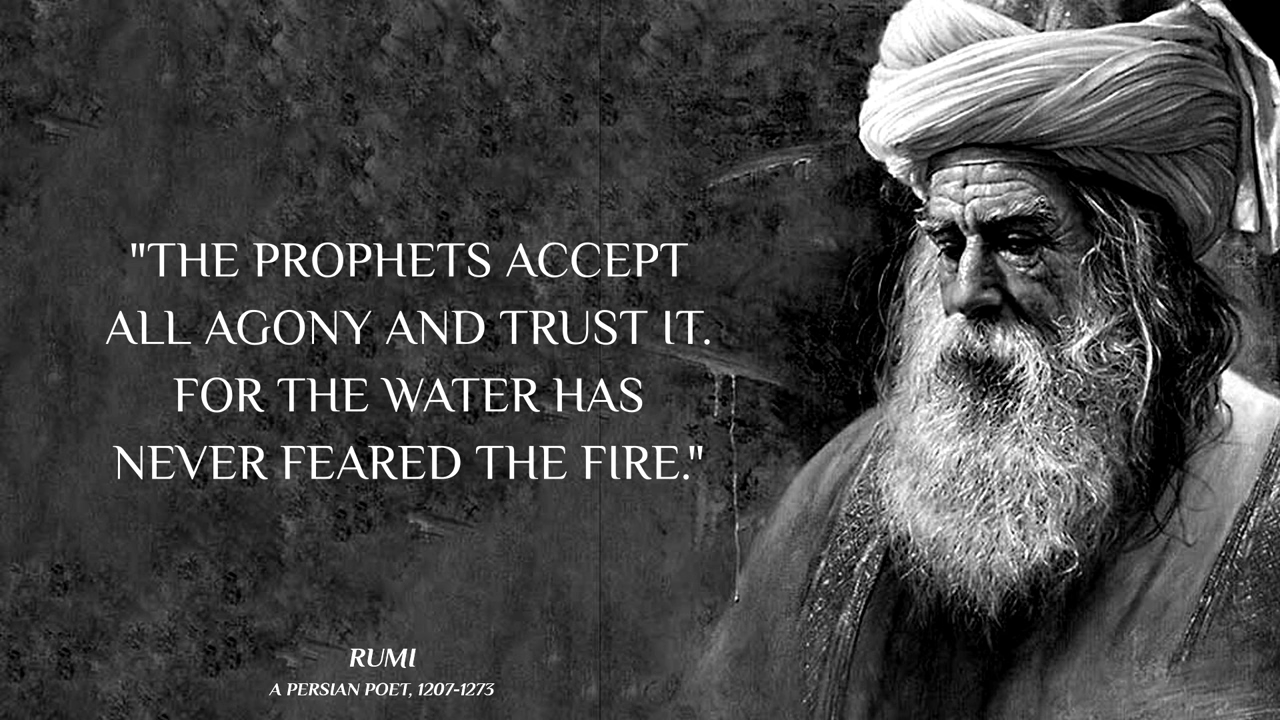 "THE PROPHETS ACCEPT
ALL AGONY AND TRUST IT.
FOR THE WATER HAS
NEVER FEARED THE FIRE."
RUMI
A PERSIAN POET, 1207-1273